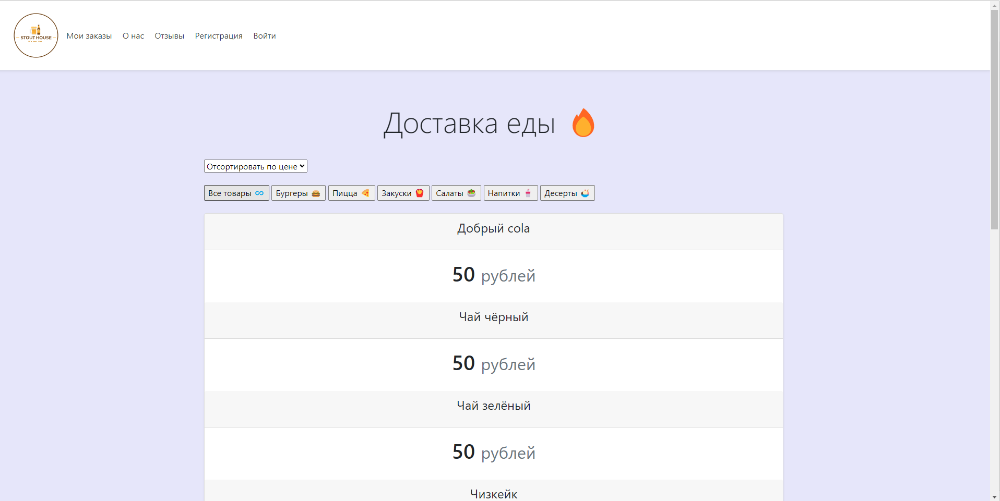 STOUT HOUSE
Мои заказы О нас Отзывы Регистрация Войти
Доставка еды 🔥
Отсортировать по цене
Все товары ♾ Бургеры 🍔 Пицца 🍕 Закуски 🍟 Салаты 🥗 Напитки 🥤 Десерты 🍧
Добрый cola
50 рублей
Чай чёрный
50 рублей
Чай зелёный
50 рублей
Чизкейк